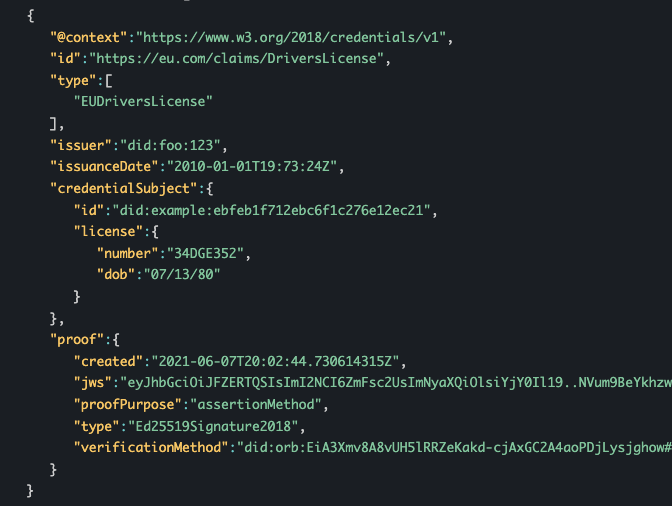 {
"@context":"https://www.w3.org/2018/credentials/v1",
"id":"https://eu.com/claims/DriversLicense",
"type":[
"EUDriversLicense"
],
"issuer":"did:foo:123",
"issuanceDate":"2010-01-01T19:73:24Z",
"credentialSubject":{
"id":"did:example:ebfeb1f712ebc6f1c276e12ec21",
"license":{
"number":"34DGE352",
"dob":"07/13/80"
}
},
"proof":{
"created":"2021-06-07T20:02:44.730614315Z",
"jws":"eyJhbGciOiJFZERTQSIsImI2NCI6ZmFsc2UsImNyaXQiOlsiYjY0Il19..NVum9BeYkhzw
"proofPurpose":"assertionMethod",
"type":"Ed25519Signature2018",
"verificationMethod":"did:orb:EiA3Xmv8A8vUH5lRRZeKakd-cjAxGC2A4aoPDjLysjghow#
}
}